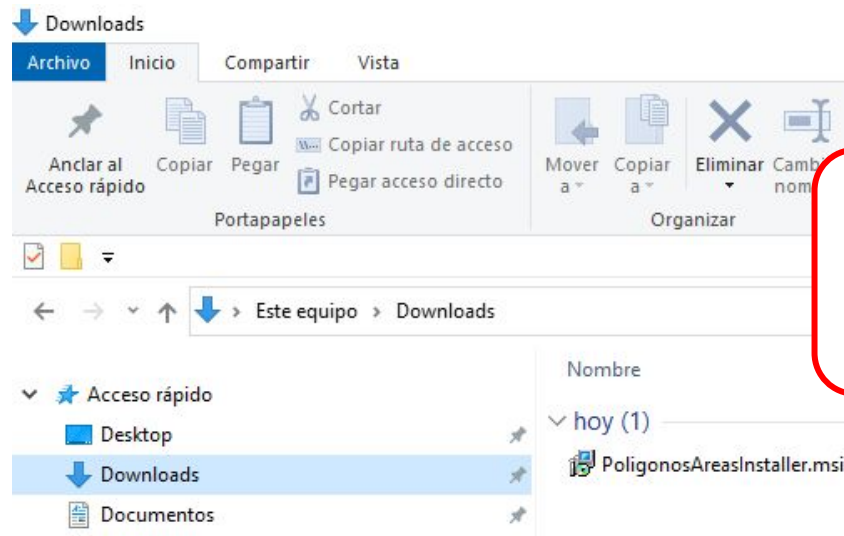 Downloads
Archivo Inicio Compartir Vista
Anclar al Acceso rápido
Copiar
Pegar
Cortar
Copiar ruta de acceso
Pegar acceso directo
Portapapeles
Mover a
Copiar a
Eliminar
Organizar
Este equipo > Downloads
Acceso rápido
Desktop
Downloads
Documentos
Nombre
hoy (1)
PoligonosAreasInstaller.msi